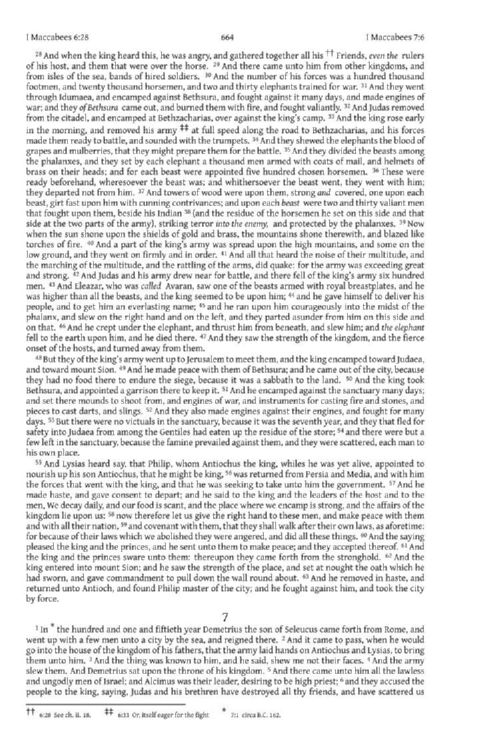 I Maccabees 6:28 664 I Maccabees 7:6
28 And when the king heard this, he was angry, and gathered together all his †† Friends, even the rulers
of his host, and them that were over the horse. 29 And there came unto him from other kingdoms, and
from isles of the sea, bands of hired soldiers. 30 And the number of his forces was a hundred thousand
footmen, and twenty thousand horsemen, and two and thirty elephants trained for war. 31 And they went
through Idumaea, and encamped against Bethsura, and fought against it many days, and made engines of
war; and they of Bethsura came out, and burned them with fire, and fought valiantly. 32 And Judas removed
from the citadel, and encamped at Bethzacharias, over against the king's camp. 33 And the king rose early
in the morning, and removed his army ‡‡ at full speed along the road to Bethzacharias, and his forces
made them ready to battle, and sounded with the trumpets. 34 And they shewed the elephants the blood of
grapes and mulberries, that they might prepare them for the battle. 35 And they divided the beasts among
the phalanxes, and they set by each elephant a thousand men armed with coats of mail, and helmets of
brass on their heads; and for each beast were appointed five hundred chosen horsemen. 36 These were
ready beforehand, wheresoever the beast was; and whithersoever the beast went, they went with him;
they departed not from him. 37 And towers of wood were upon them, strong and covered, one upon each
beast, girt fast upon him with cunning contrivances; and upon each beast were two and thirty valiant men
that fought upon them, beside his Indian 38 (and the residue of the horsemen he set on this side and that
side at the two parts of the army), striking terror into the enemy, and protected by the phalanxes. 39 Now
when the sun shone upon the shields of gold and brass, the mountains shone therewith, and blazed like
torches of fire. 40 And a part of the king's army was spread upon the high mountains, and some on the
low ground, and they went on firmly and in order. 41 And all that heard the noise of their multitude, and
the marching of the multitude, and the rattling of the arms, did quake: for the army was exceeding great
and strong. 42 And Judas and his army drew near for battle, and there fell of the king's army six hundred
men. 43 And Eleazar, who was called Avaran, saw one of the beasts armed with royal breastplates, and he
was higher than all the beasts, and the king seemed to be upon him; 44 and he gave himself to deliver his
people, and to get him an everlasting name; 45 and he ran upon him courageously into the midst of the
phalanx, and slew on the right hand and on the left, and they parted asunder from him on this side and
on that. 46 And he crept under the elephant, and thrust him from beneath, and slew him; and the elephant
fell to the earth upon him, and he died there. 47 And they saw the strength of the kingdom, and the fierce
onset of the hosts, and turned away from them.
48 But they of the king's army went up to Jerusalem to meet them, and the king encamped toward Judaea,
and toward mount Sion. 49 And he made peace with them of Bethsura; and he came out of the city, because
they had no food there to endure the siege, because it was a sabbath to the land. 50 And the king took
Bethsura, and appointed a garrison there to keep it. 51 And he encamped against the sanctuary many days;
and set there mounds to shoot from, and engines of war, and instruments for casting fire and stones, and
pieces to cast darts, and slings. 52 And they also made engines against their engines, and fought for many
days. 53 But there were no victuals in the sanctuary, because it was the seventh year, and they that fled for
safety into Judaea from among the Gentiles had eaten up the residue of the store; 54 and there were but a
few left in the sanctuary, because the famine prevailed against them, and they were scattered, each man to
his own place.
55 And Lysias heard say, that Philip, whom Antiochus the king, whiles he was yet alive, appointed to
nourish up his son Antiochus, that he might be king, 56 was returned from Persia and Media, and with him
the forces that went with the king, and that he was seeking to take unto him the government. 57 And he
made haste, and gave consent to depart; and he said to the king and the leaders of the host and to the
men, We decay daily, and our food is scant, and the place where we encamp is strong, and the affairs of the
kingdom lie upon us: 58 now therefore let us give the right hand to these men, and make peace with them
and with all their nation, 59 and covenant with them, that they shall walk after their own laws, as aforetime:
for because of their laws which we abolished they were angered, and did all these things. 60 And the saying
pleased the king and the princes, and he sent unto them to make peace; and they accepted thereof. 61 And
the king and the princes sware unto them: thereupon they came forth from the stronghold. 62 And the
king entered into mount Sion; and he saw the strength of the place, and set at nought the oath which he
had sworn, and gave commandment to pull down the wall round about. 63 And he removed in haste, and
returned unto Antioch, and found Philip master of the city; and he fought against him, and took the city
by force.
7
1 In * the hundred and one and fiftieth year Demetrius the son of Seleucus came forth from Rome, and
went up with a few men unto a city by the sea, and reigned there. 2 And it came to pass, when he would
go into the house of the kingdom of his fathers, that the army laid hands on Antiochus and Lysias, to bring
them unto him. 3 And the thing was known to him, and he said, shew me not their faces. 4 And the army
slew them. And Demetrius sat upon the throne of his kingdom. 5 And there came unto him all the lawless
and ungodly men of Israel; and Alcimus was their leader, desiring to be high priest; 6 and they accused the
people to the king, saying, Judas and his brethren have destroyed all thy friends, and have scattered us
†† 6:28 See ch. ii. 18. ‡‡ 6:33 Or, itself eager for the fight * 7:1 circa B.C. 162.